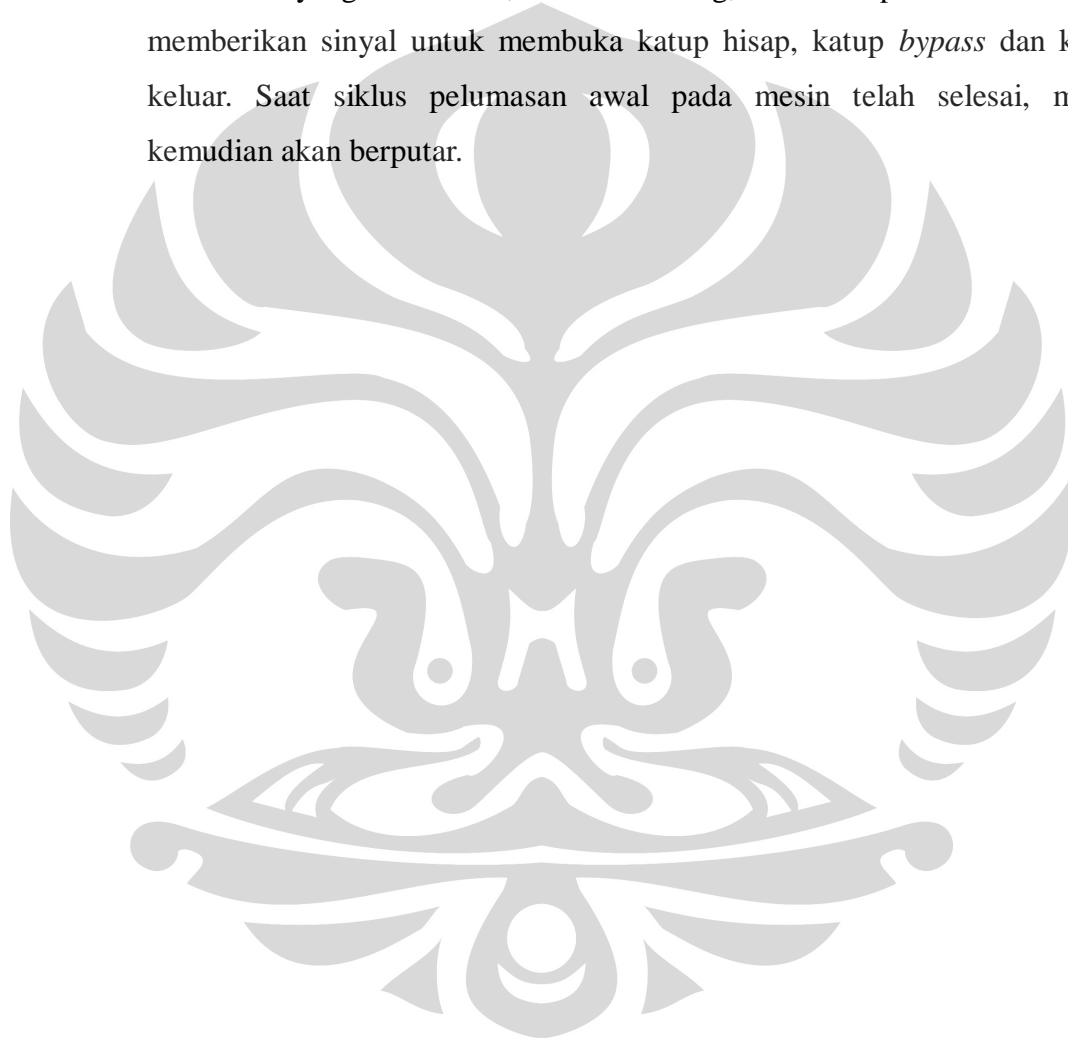 memberikan sinyal untuk membuka katup hisap, katup bypass dan
keluar. Saat siklus pelumasan awal pada mesin telah selesai,
kemudian akan berputar.